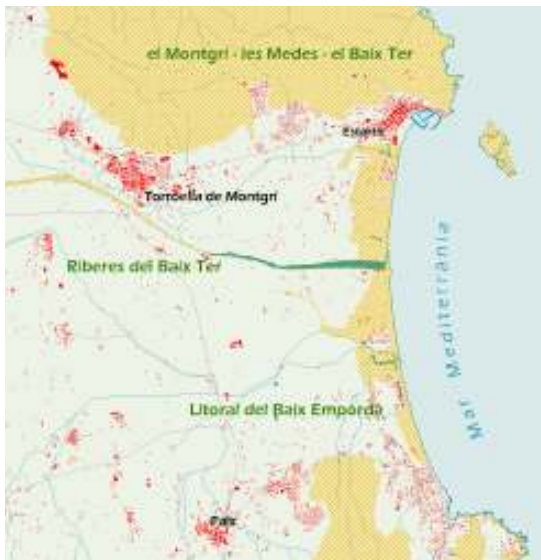 el Montgrí - les Medes - el Baix Ter
Estartit
Torroella de Montgrí
Riberes del Baix Ter
Mar Mediterrània
Litoral del Baix Empordà
Pals